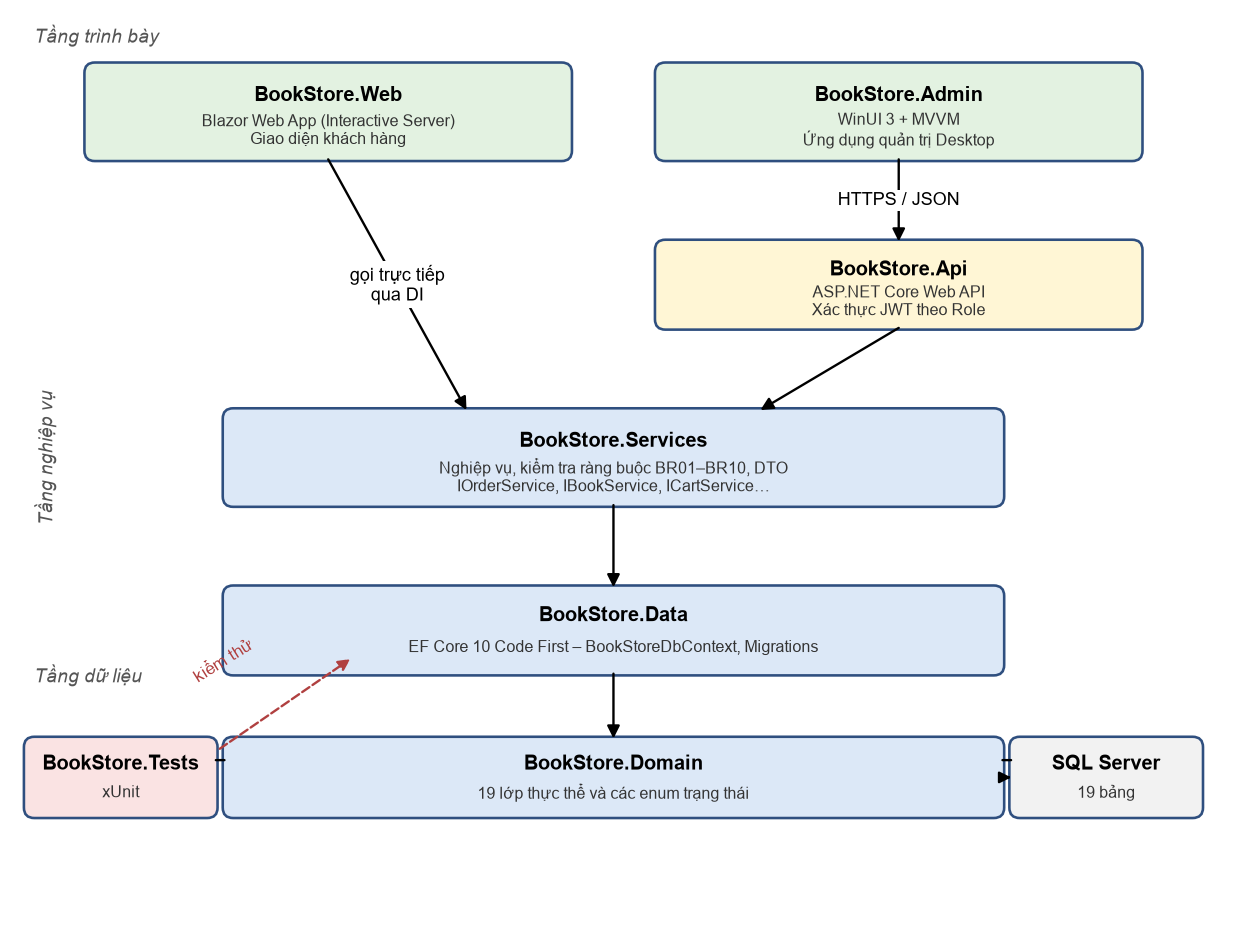 Tầng trình bày
BookStore.Web
Blazor Web App (Interactive Server)
Giao diện khách hàng
BookStore.Admin
WinUI 3 + MVVM
Ứng dụng quản trị Desktop
HTTPS / JSON
BookStore.Api
ASP.NET Core Web API
Xác thực JWT theo Role
gọi trực tiếp
qua DI
Tầng nghiệp vụ
BookStore.Services
Nghiệp vụ, kiểm tra ràng buộc BR01–BR10, DTO
IOrderService, IBookService, ICartService…
BookStore.Data
EF Core 10 Code First – BookStoreDbContext, Migrations
kiểm thử
Tầng dữ liệu
BookStore.Tests
xUnit
BookStore.Domain
19 lớp thực thể và các enum trạng thái
SQL Server
19 bảng